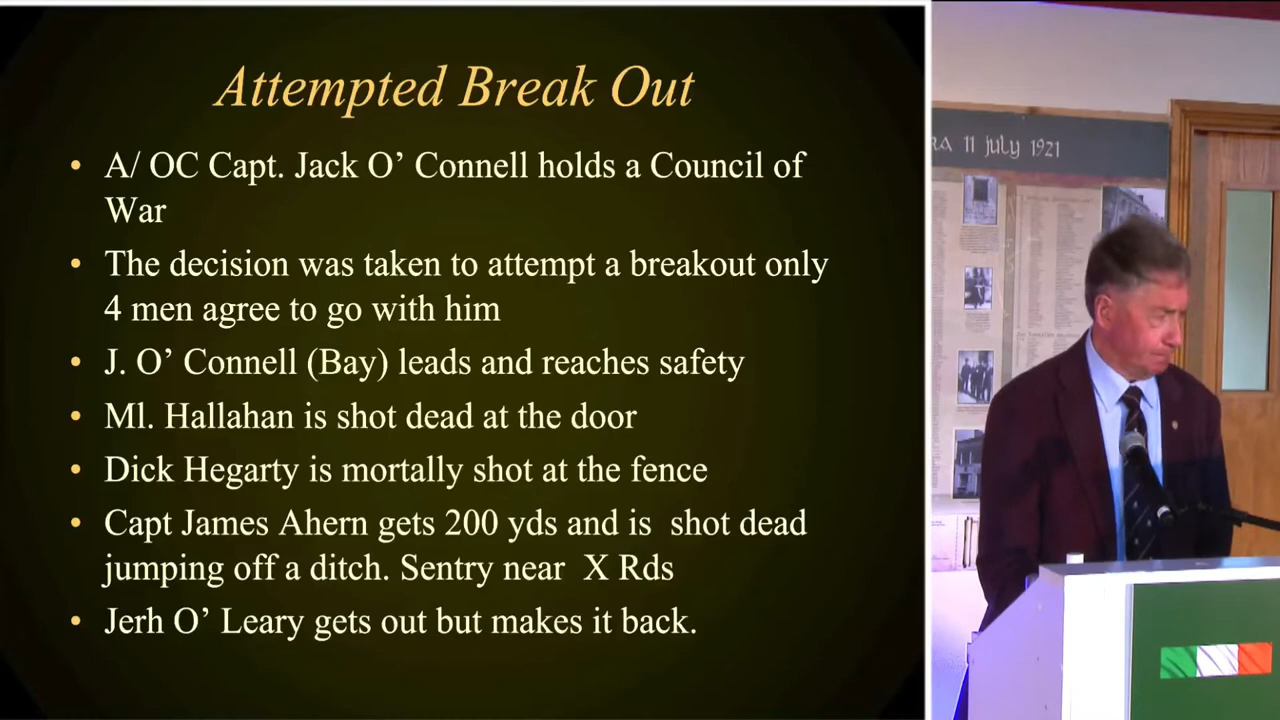 Attempted Break Out
• A/ OC Capt. Jack O’ Connell holds a Council of
War
• The decision was taken to attempt a breakout only
4 men agree to go with him
• J. O’ Connell (Bay) leads and reaches safety
• Ml. Hallahan is shot dead at the door
• Dick Hegarty is mortally shot at the fence
• Capt James Ahern gets 200 yds and is  shot dead
jumping off a ditch. Sentry near  X Rds
• Jerh O’ Leary gets out but makes it back.
RA 11 July 1921